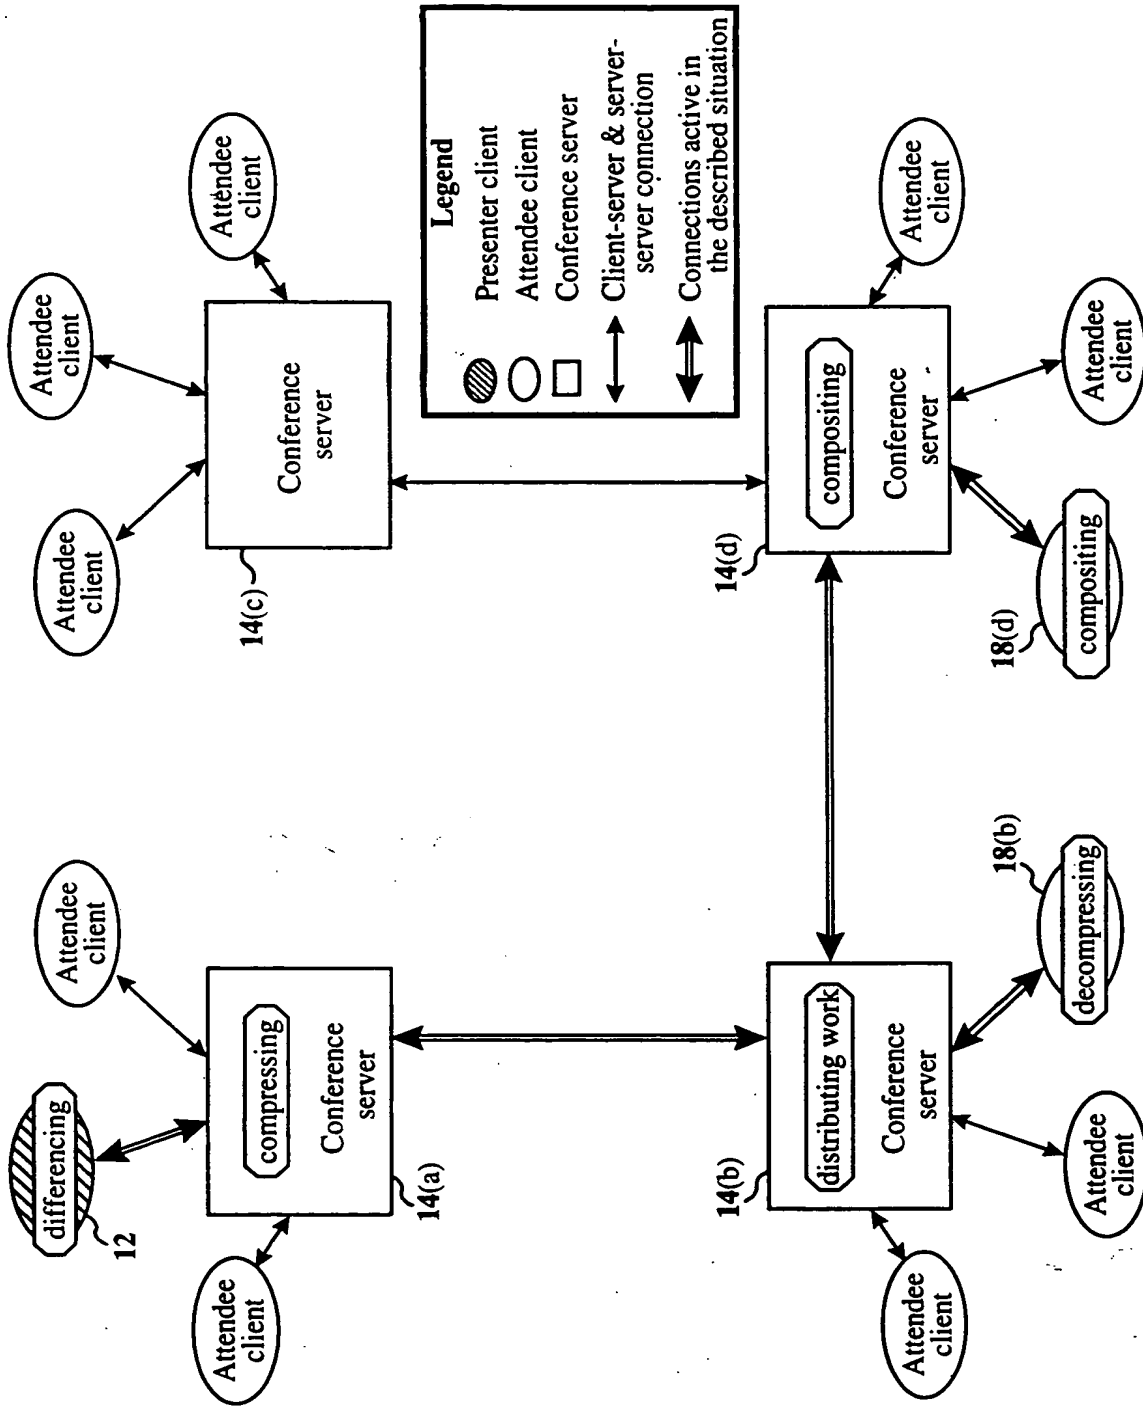 differencing
12
Attendee
client
Attendee
client
compressing
Conference
server
14(a)
Attendee
client
Attendee
client
Attendee
client
Conference
server
14(c)
distributing work
Conference
server
14(b)
Attendee
client
Attendee
client
decompressing
18(b)
compositing
Conference
server
14(d)
compositing
18(d)
Attendee
client
Attendee
client
Legend
Presenter client
Attendee client
Conference server
Client-server & server-
server connection
Connections active in
the described situation